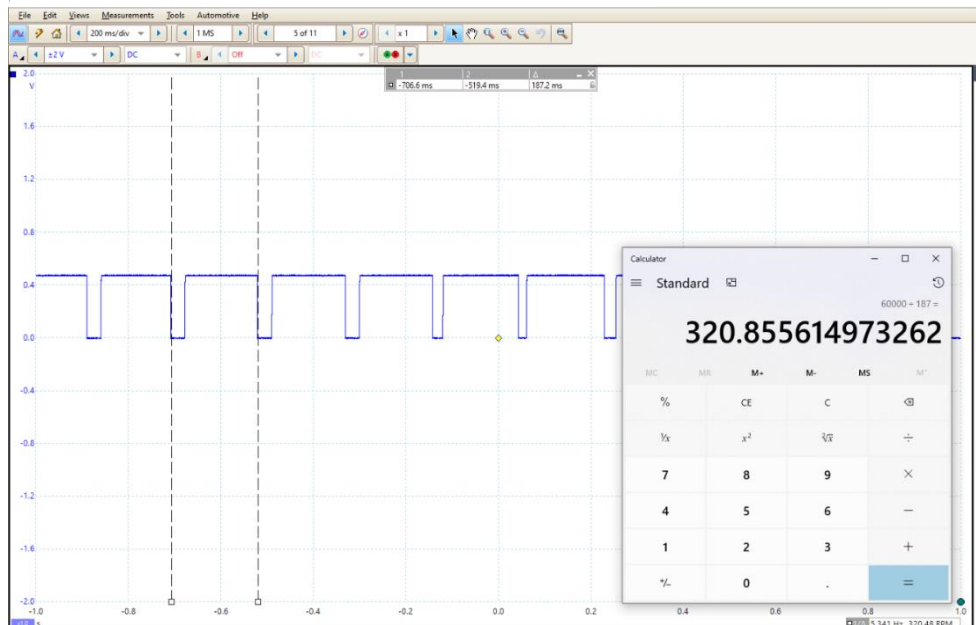 File Edit Views Measurements Tools Automotive Help
200 ms/div 1 MS 5 of 11 x 1
A ±2 V DC B Off DC
1 2 Δ
-706.6 ms -519.4 ms 187.2 ms
2.0
V
1.6
1.2
0.8
0.4
0.0
-0.4
-0.8
-1.2
-1.6
-2.0
-1.0 -0.8 -0.6 -0.4 -0.2 0.0 0.2 0.4 0.6 0.8 1.0
x1.0 s
1/Δ 5.341 Hz, 320.48 RPM
Calculator
Standard
60000 ÷ 187 =
320.855614973262
MC MR M+ M- MS M˅
% CE C
⅟x x² ²√x ÷
7 8 9 ×
4 5 6 −
1 2 3 +
+/− 0 . =